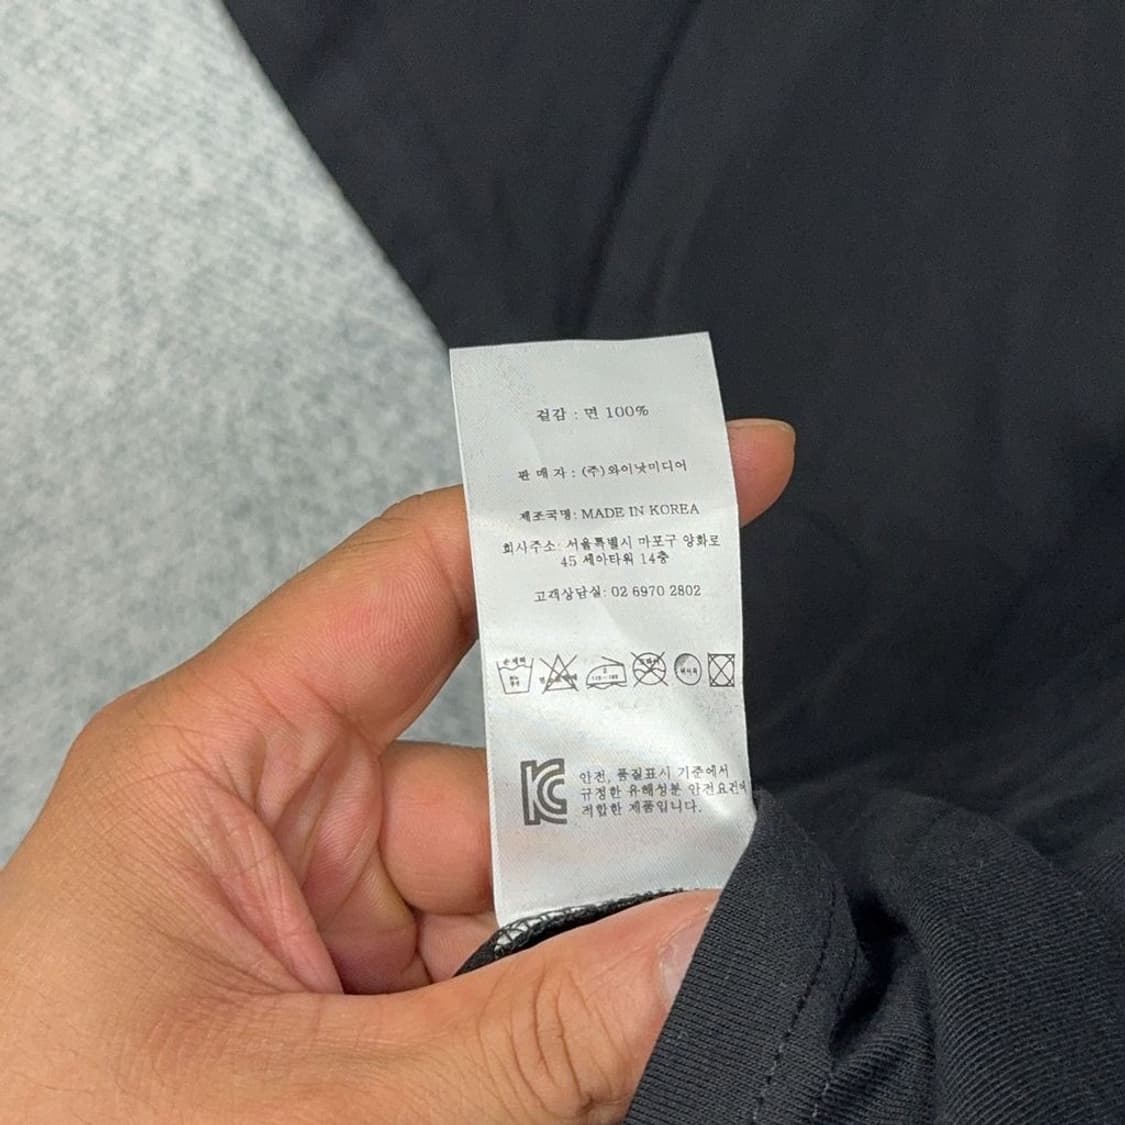 겉감 : 면 100%
판 매 자 : (주)와이낫미디어
제조국명: MADE IN KOREA
회사주소: 서울특별시 마포구 양화로
45 세아타워 14층
고객상담실: 02 6970 2802
손세탁
안전, 품질표시 기준에서
규정한 유해성분 안전요건에
적합한 제품입니다.